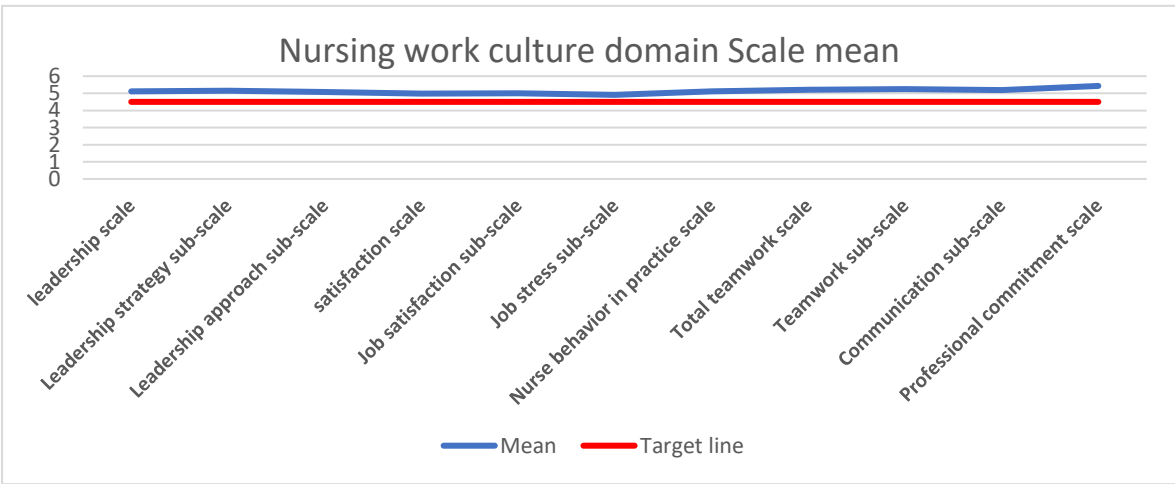 Nursing work culture domain Scale mean
6
5
4
3
2
1
0
leadership scale
Leadership strategy sub-scale
Leadership approach sub-scale
satisfaction scale
Job satisfaction sub-scale
Job stress sub-scale
Nurse behavior in practice scale
Total teamwork scale
Teamwork sub-scale
Communication sub-scale
Professional commitment scale
Mean
Target line